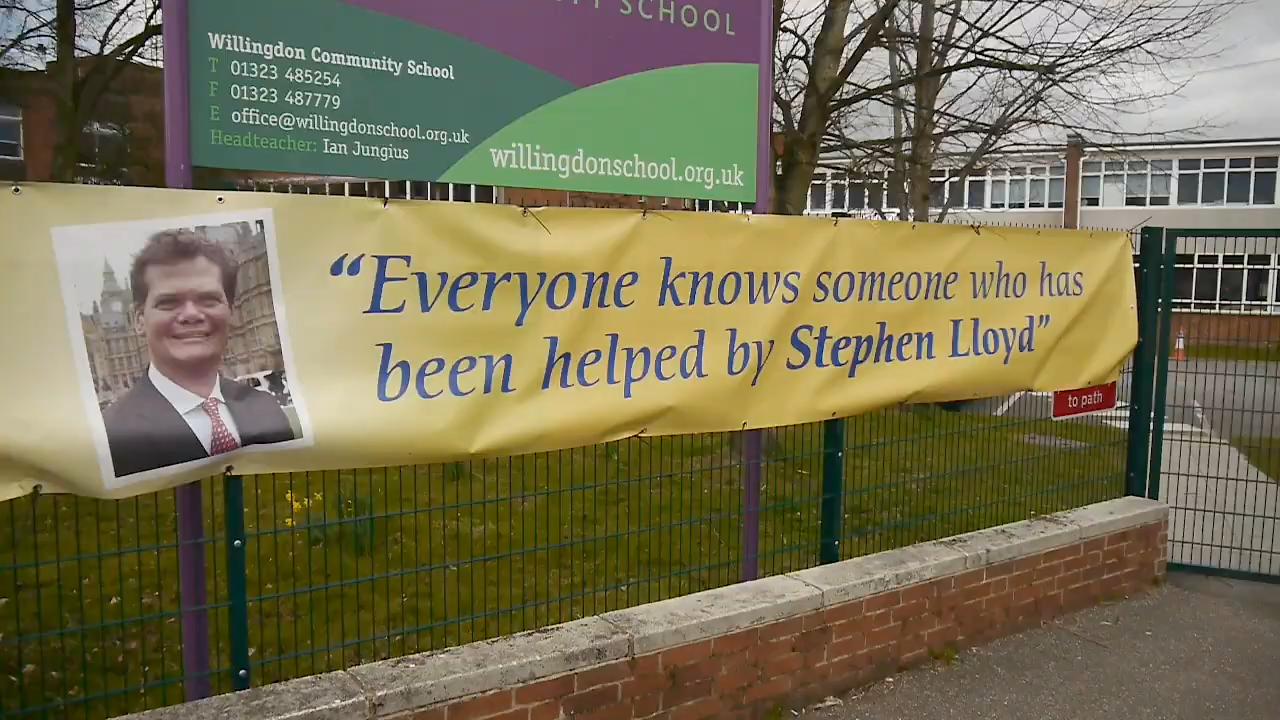 SCHOOL
Willingdon Community School
T 01323 485254
F 01323 487779
E office@willingdonschool.org.uk
Headteacher: Ian Jungius
willingdonschool.org.uk
“Everyone knows someone who has
been helped by Stephen Lloyd”
to path